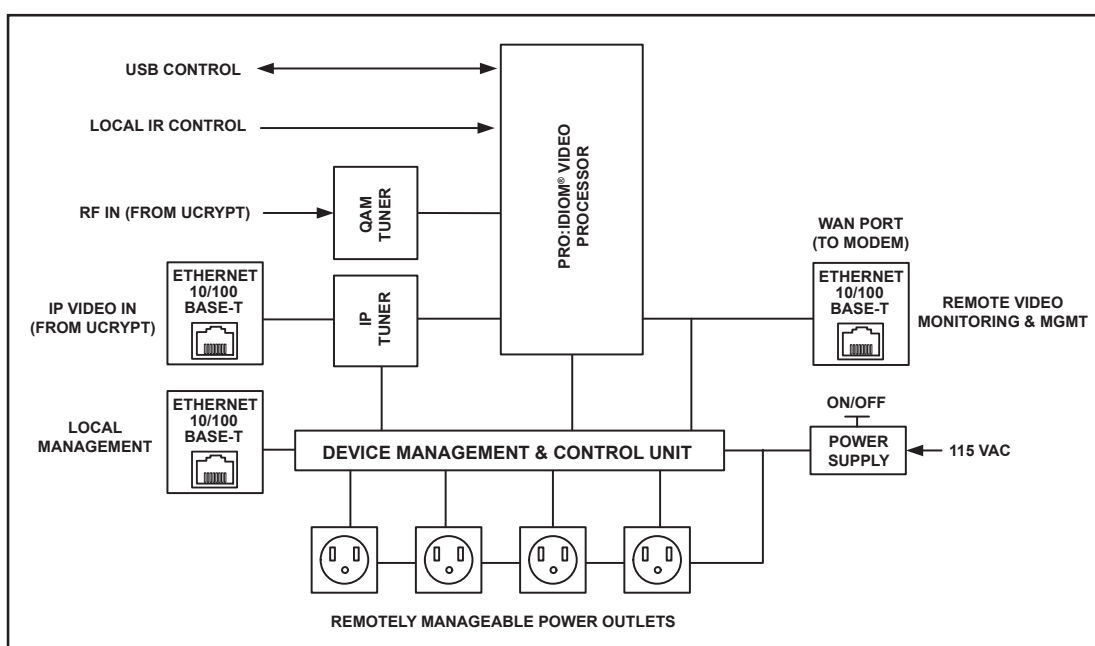 USB CONTROL
LOCAL IR CONTROL
RF IN (FROM UCRYPT)
QAM
TUNER
PRO:IDIOM® VIDEO
PROCESSOR
IP VIDEO IN
(FROM UCRYPT)
ETHERNET
10/100
BASE-T
IP
TUNER
WAN PORT
(TO MODEM)
ETHERNET
10/100
BASE-T
REMOTE VIDEO
MONITORING & MGMT
LOCAL
MANAGEMENT
ETHERNET
10/100
BASE-T
DEVICE MANAGEMENT & CONTROL UNIT
ON/OFF
POWER
SUPPLY
115 VAC
REMOTELY MANAGEABLE POWER OUTLETS